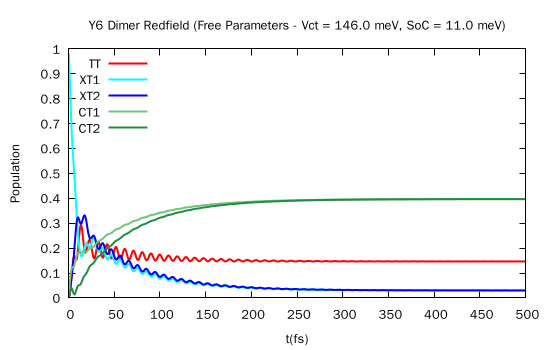 Y6 Dimer Redfield (Free Parameters - Vct = 146.0 meV, SoC = 11.0 meV)
1
0.9
0.8
0.7
0.6
0.5
0.4
0.3
0.2
0.1
0
Population
TT
XT1
XT2
CT1
CT2
0 50 100 150 200 250 300 350 400 450 500
t(fs)